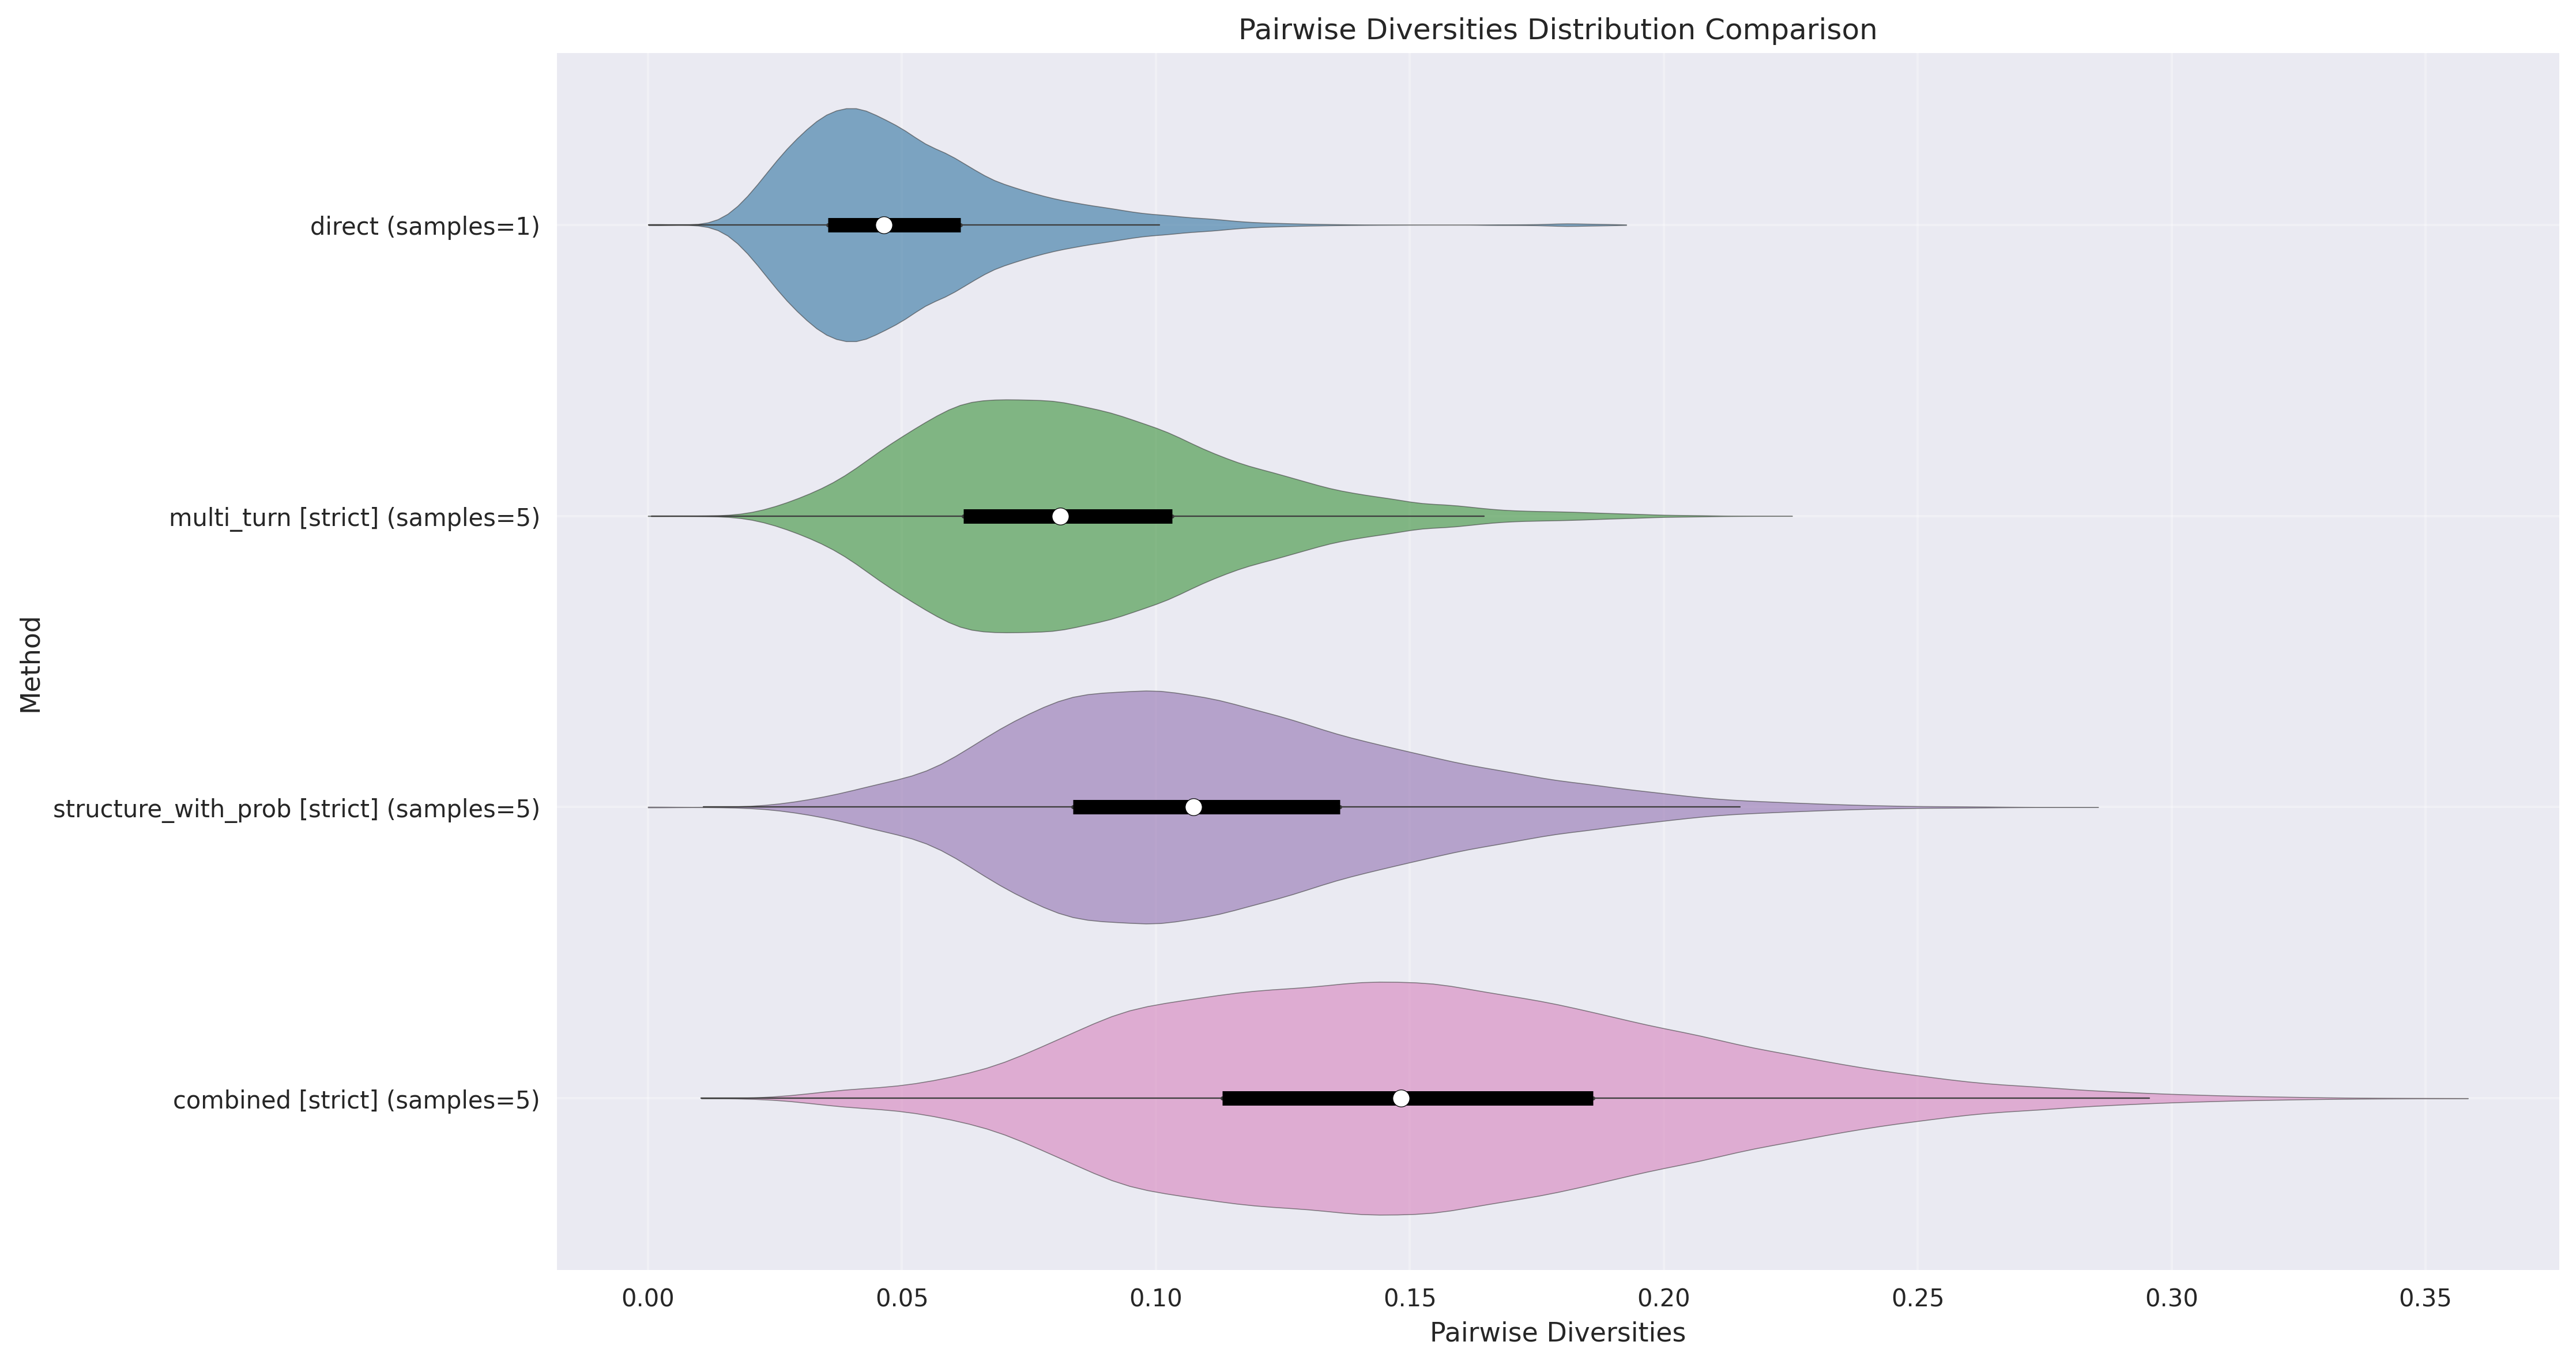 Pairwise Diversities Distribution Comparison
Method
direct (samples=1)
multi_turn [strict] (samples=5)
structure_with_prob [strict] (samples=5)
combined [strict] (samples=5)
0.00 0.05 0.10 0.15 0.20 0.25 0.30 0.35
Pairwise Diversities